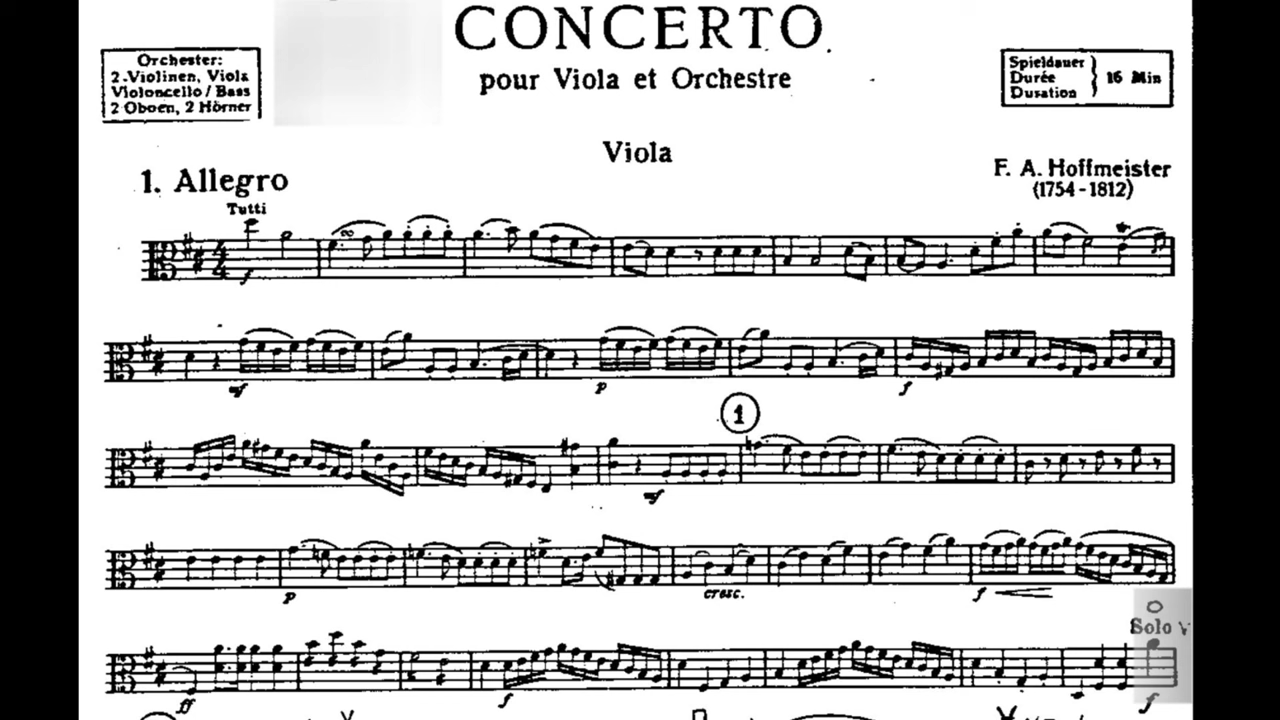 CONCERTO
pour Viola et Orchestre
Orchester:
2 Violinen, Viola
Violoncello / Bass
2 Oboen, 2 Hörner
Spieldauer
Durée
Duration
16 Min
Viola
F. A. Hoffmeister
(1754-1812)
1. Allegro
Tutti
f
mf
p
f
1
mf
p
cresc.
f
Solo
ff
f
f